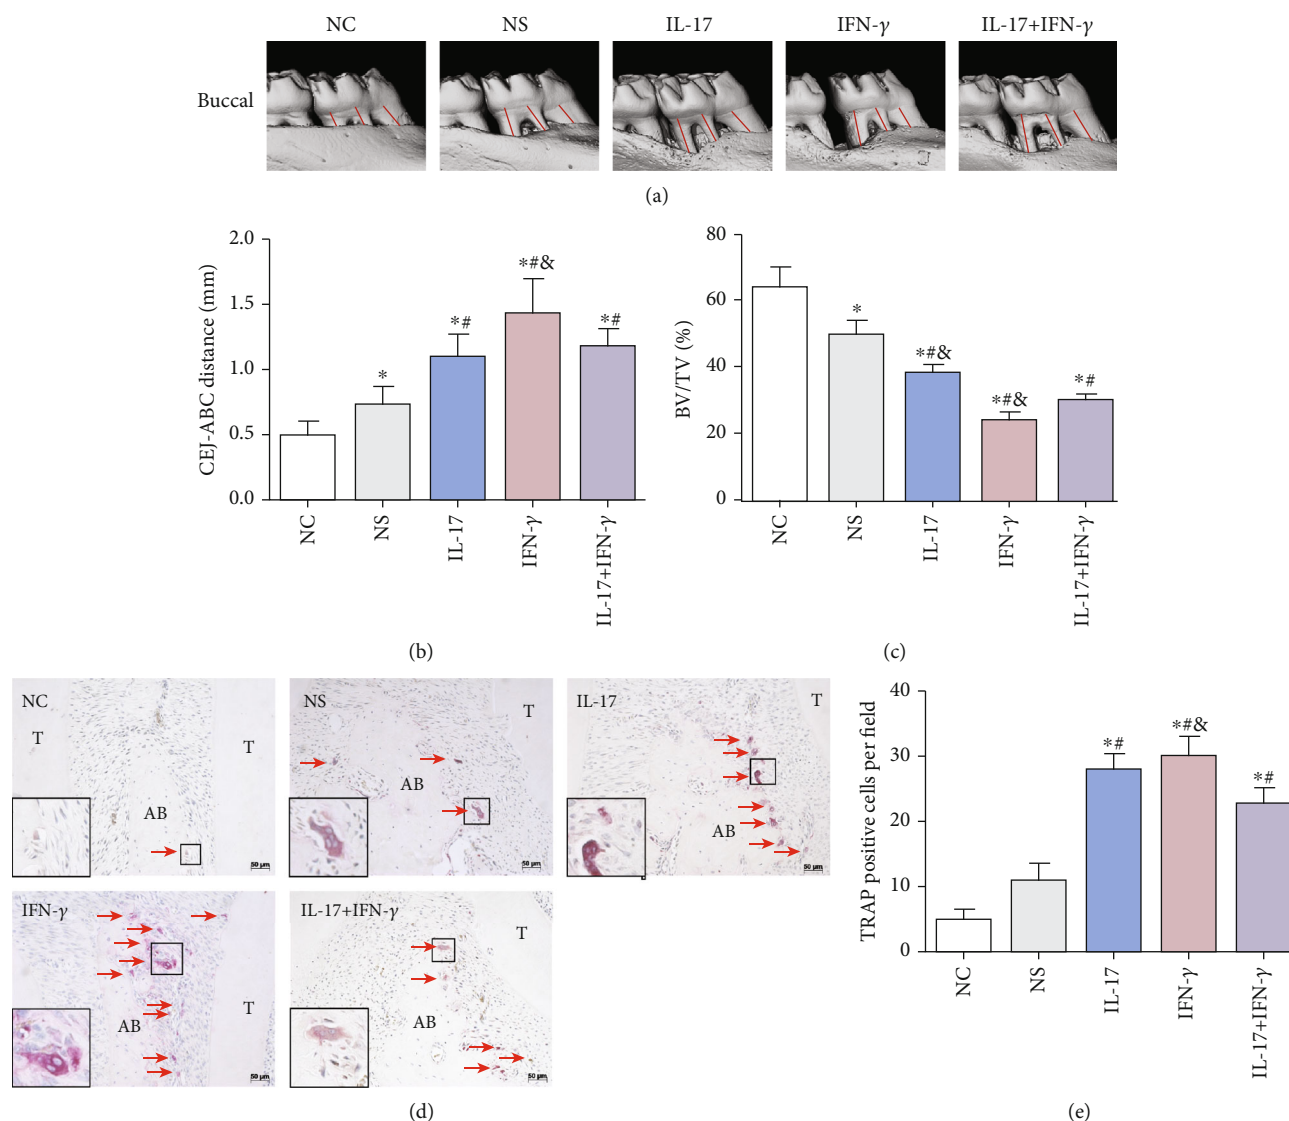 NC NS IL-17 IFN-γ IL-17+IFN-γ
Buccal
(a)
CEJ-ABC distance (mm)
2.0
1.5
1.0
0.5
0.0
*
*#
*#&
*#
NC
NS
IL-17
IFN-γ
IL-17+IFN-γ
(b)
BV/TV (%)
80
60
40
20
0
*
*#&
*#&
*#
NC
NS
IL-17
IFN-γ
IL-17+IFN-γ
(c)
NC
T
T
AB
50 μm
NS
T
AB
50 μm
IL-17
T
AB
50 μm
IFN-γ
T
AB
50 μm
IL-17+IFN-γ
T
AB
50 μm
(d)
TRAP positive cells per field
40
30
20
10
0
*#
*#&
*#
NC
NS
IL-17
IFN-γ
IL-17+IFN-γ
(e)